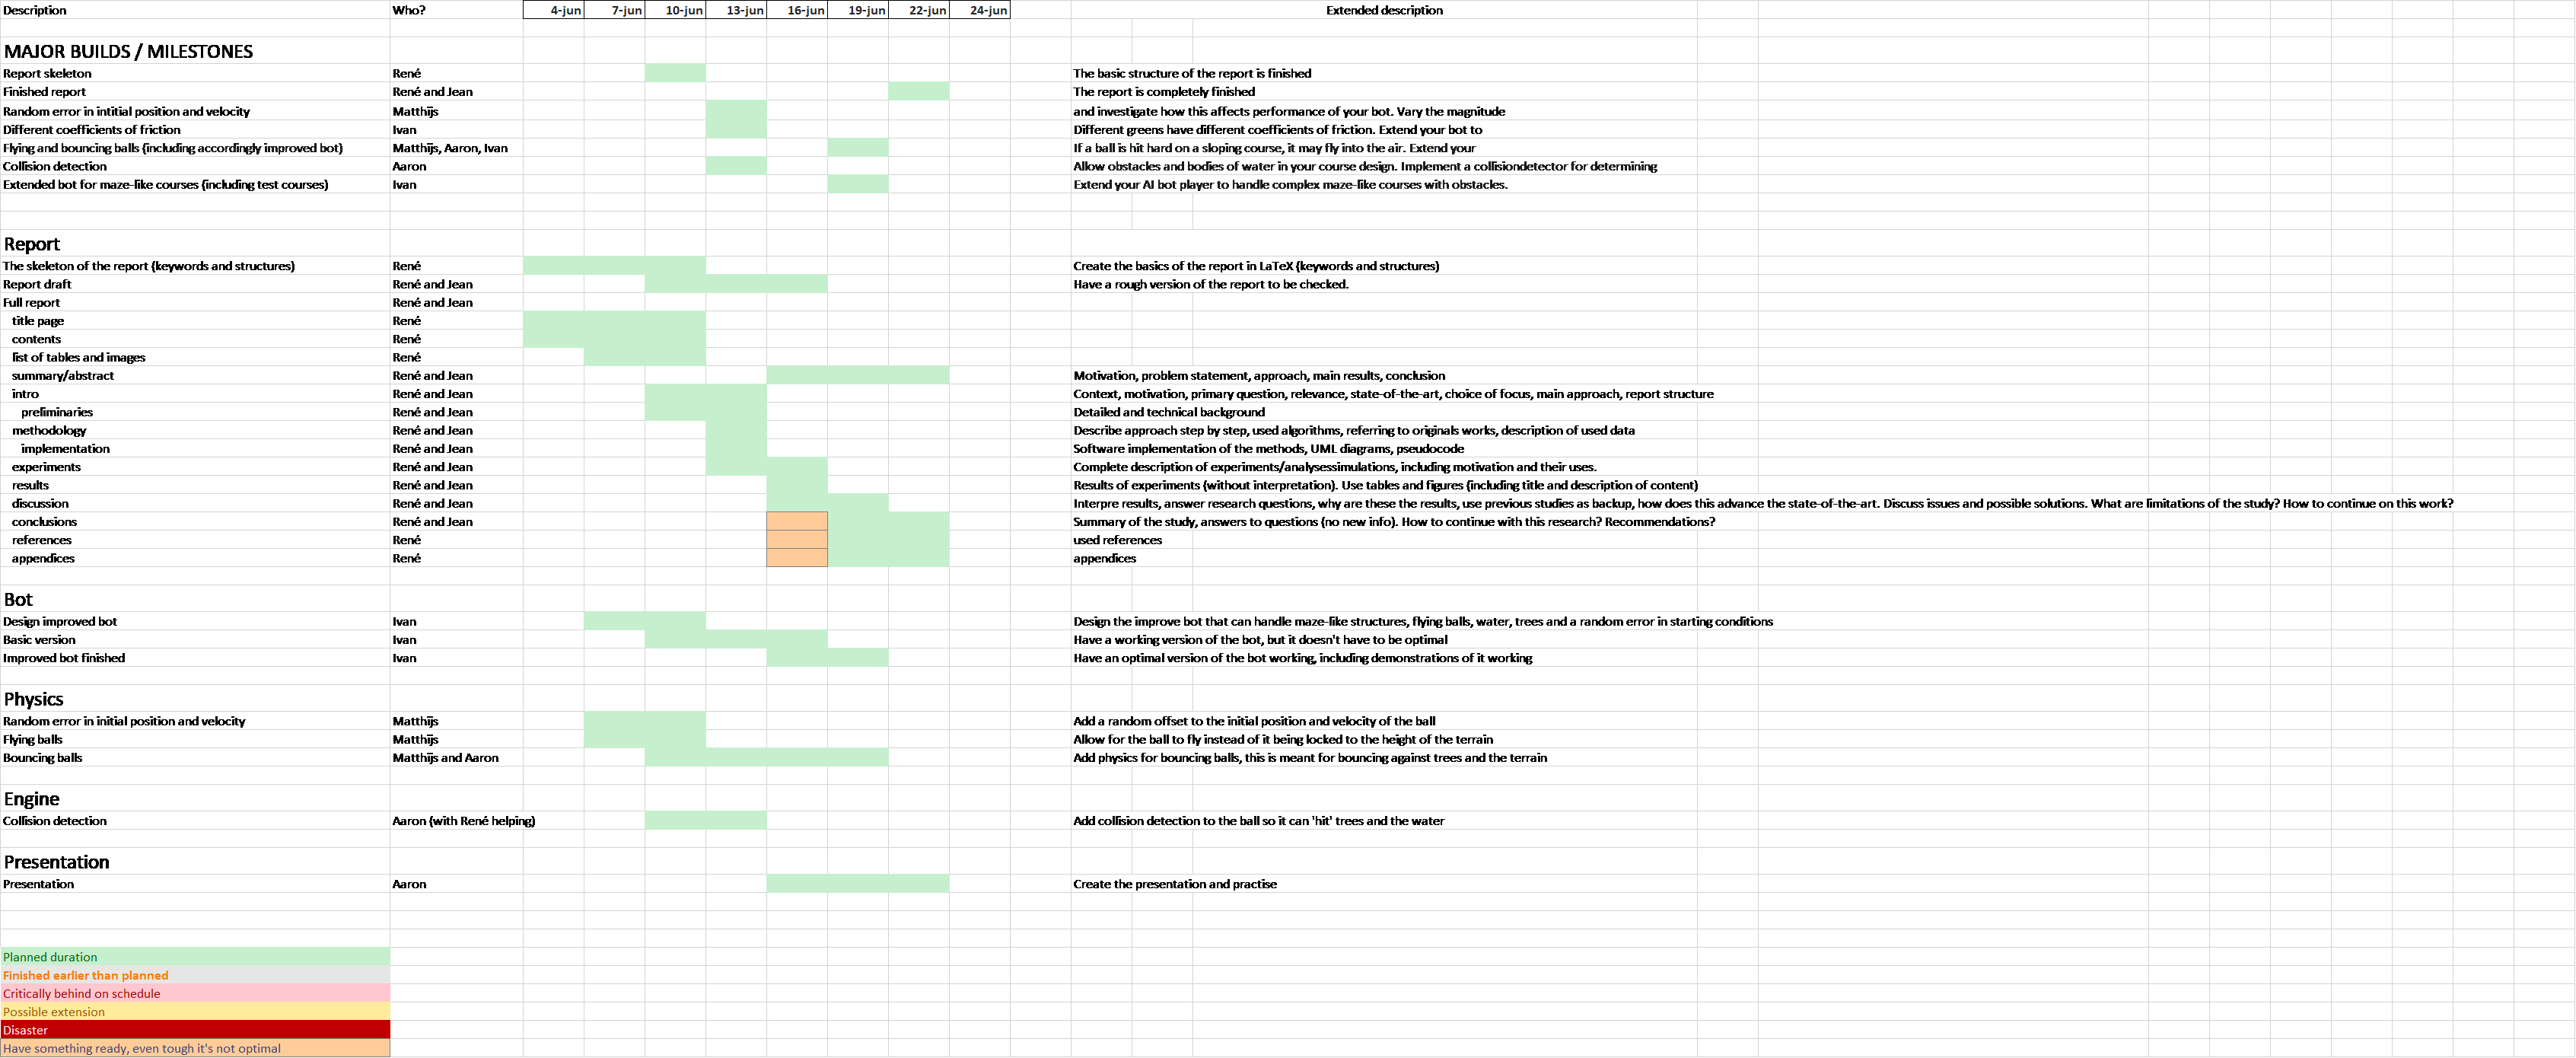 Description Who? 4-jun 7-jun 10-jun 13-jun 16-jun 19-jun 22-jun 24-jun Extended description
MAJOR BUILDS / MILESTONES
Report skeleton René The basic structure of the report is finished
Finished report René and Jean The report is completely finished
Random error in intitial position and velocity Matthijs and investigate how this affects performance of your bot. Vary the magnitude
Different coefficients of friction Ivan Different greens have different coefficients of friction. Extend your bot to
Flying and bouncing balls (including accordingly improved bot) Matthijs, Aaron, Ivan If a ball is hit hard on a sloping course, it may fly into the air. Extend your
Collision detection Aaron Allow obstacles and bodies of water in your course design. Implement a collisiondetector for determining
Extended bot for maze-like courses (including test courses) Ivan Extend your AI bot player to handle complex maze-like courses with obstacles.
Report
The skeleton of the report (keywords and structures) René Create the basics of the report in LaTeX (keywords and structures)
Report draft René and Jean Have a rough version of the report to be checked.
Full report René and Jean
title page René
contents René
list of tables and images René
summary/abstract René and Jean Motivation, problem statement, approach, main results, conclusion
intro René and Jean Context, motivation, primary question, relevance, state-of-the-art, choice of focus, main approach, report structure
preliminaries René and Jean Detailed and technical background
methodology René and Jean Describe approach step by step, used algorithms, referring to originals works, description of used data
implementation René and Jean Software implementation of the methods, UML diagrams, pseudocode
experiments René and Jean Complete description of experiments/analysessimulations, including motivation and their uses.
results René and Jean Results of experiments (without interpretation). Use tables and figures (including title and description of content)
discussion René and Jean Interpre results, answer research questions, why are these the results, use previous studies as backup, how does this advance the state-of-the-art. Discuss issues and possible solutions. What are limitations of the study? How to continue on this work?
conclusions René and Jean Summary of the study, answers to questions (no new info). How to continue with this research? Recommendations?
references René used references
appendices René appendices
Bot
Design improved bot Ivan Design the improve bot that can handle maze-like structures, flying balls, water, trees and a random error in starting conditions
Basic version Ivan Have a working version of the bot, but it doesn't have to be optimal
Improved bot finished Ivan Have an optimal version of the bot working, including demonstrations of it working
Physics
Random error in initial position and velocity Matthijs Add a random offset to the initial position and velocity of the ball
Flying balls Matthijs Allow for the ball to fly instead of it being locked to the height of the terrain
Bouncing balls Matthijs and Aaron Add physics for bouncing balls, this is meant for bouncing against trees and the terrain
Engine
Collision detection Aaron (with René helping) Add collision detection to the ball so it can 'hit' trees and the water
Presentation
Presentation Aaron Create the presentation and practise
Planned duration
Finished earlier than planned
Critically behind on schedule
Possible extension
Disaster
Have something ready, even tough it's not optimal